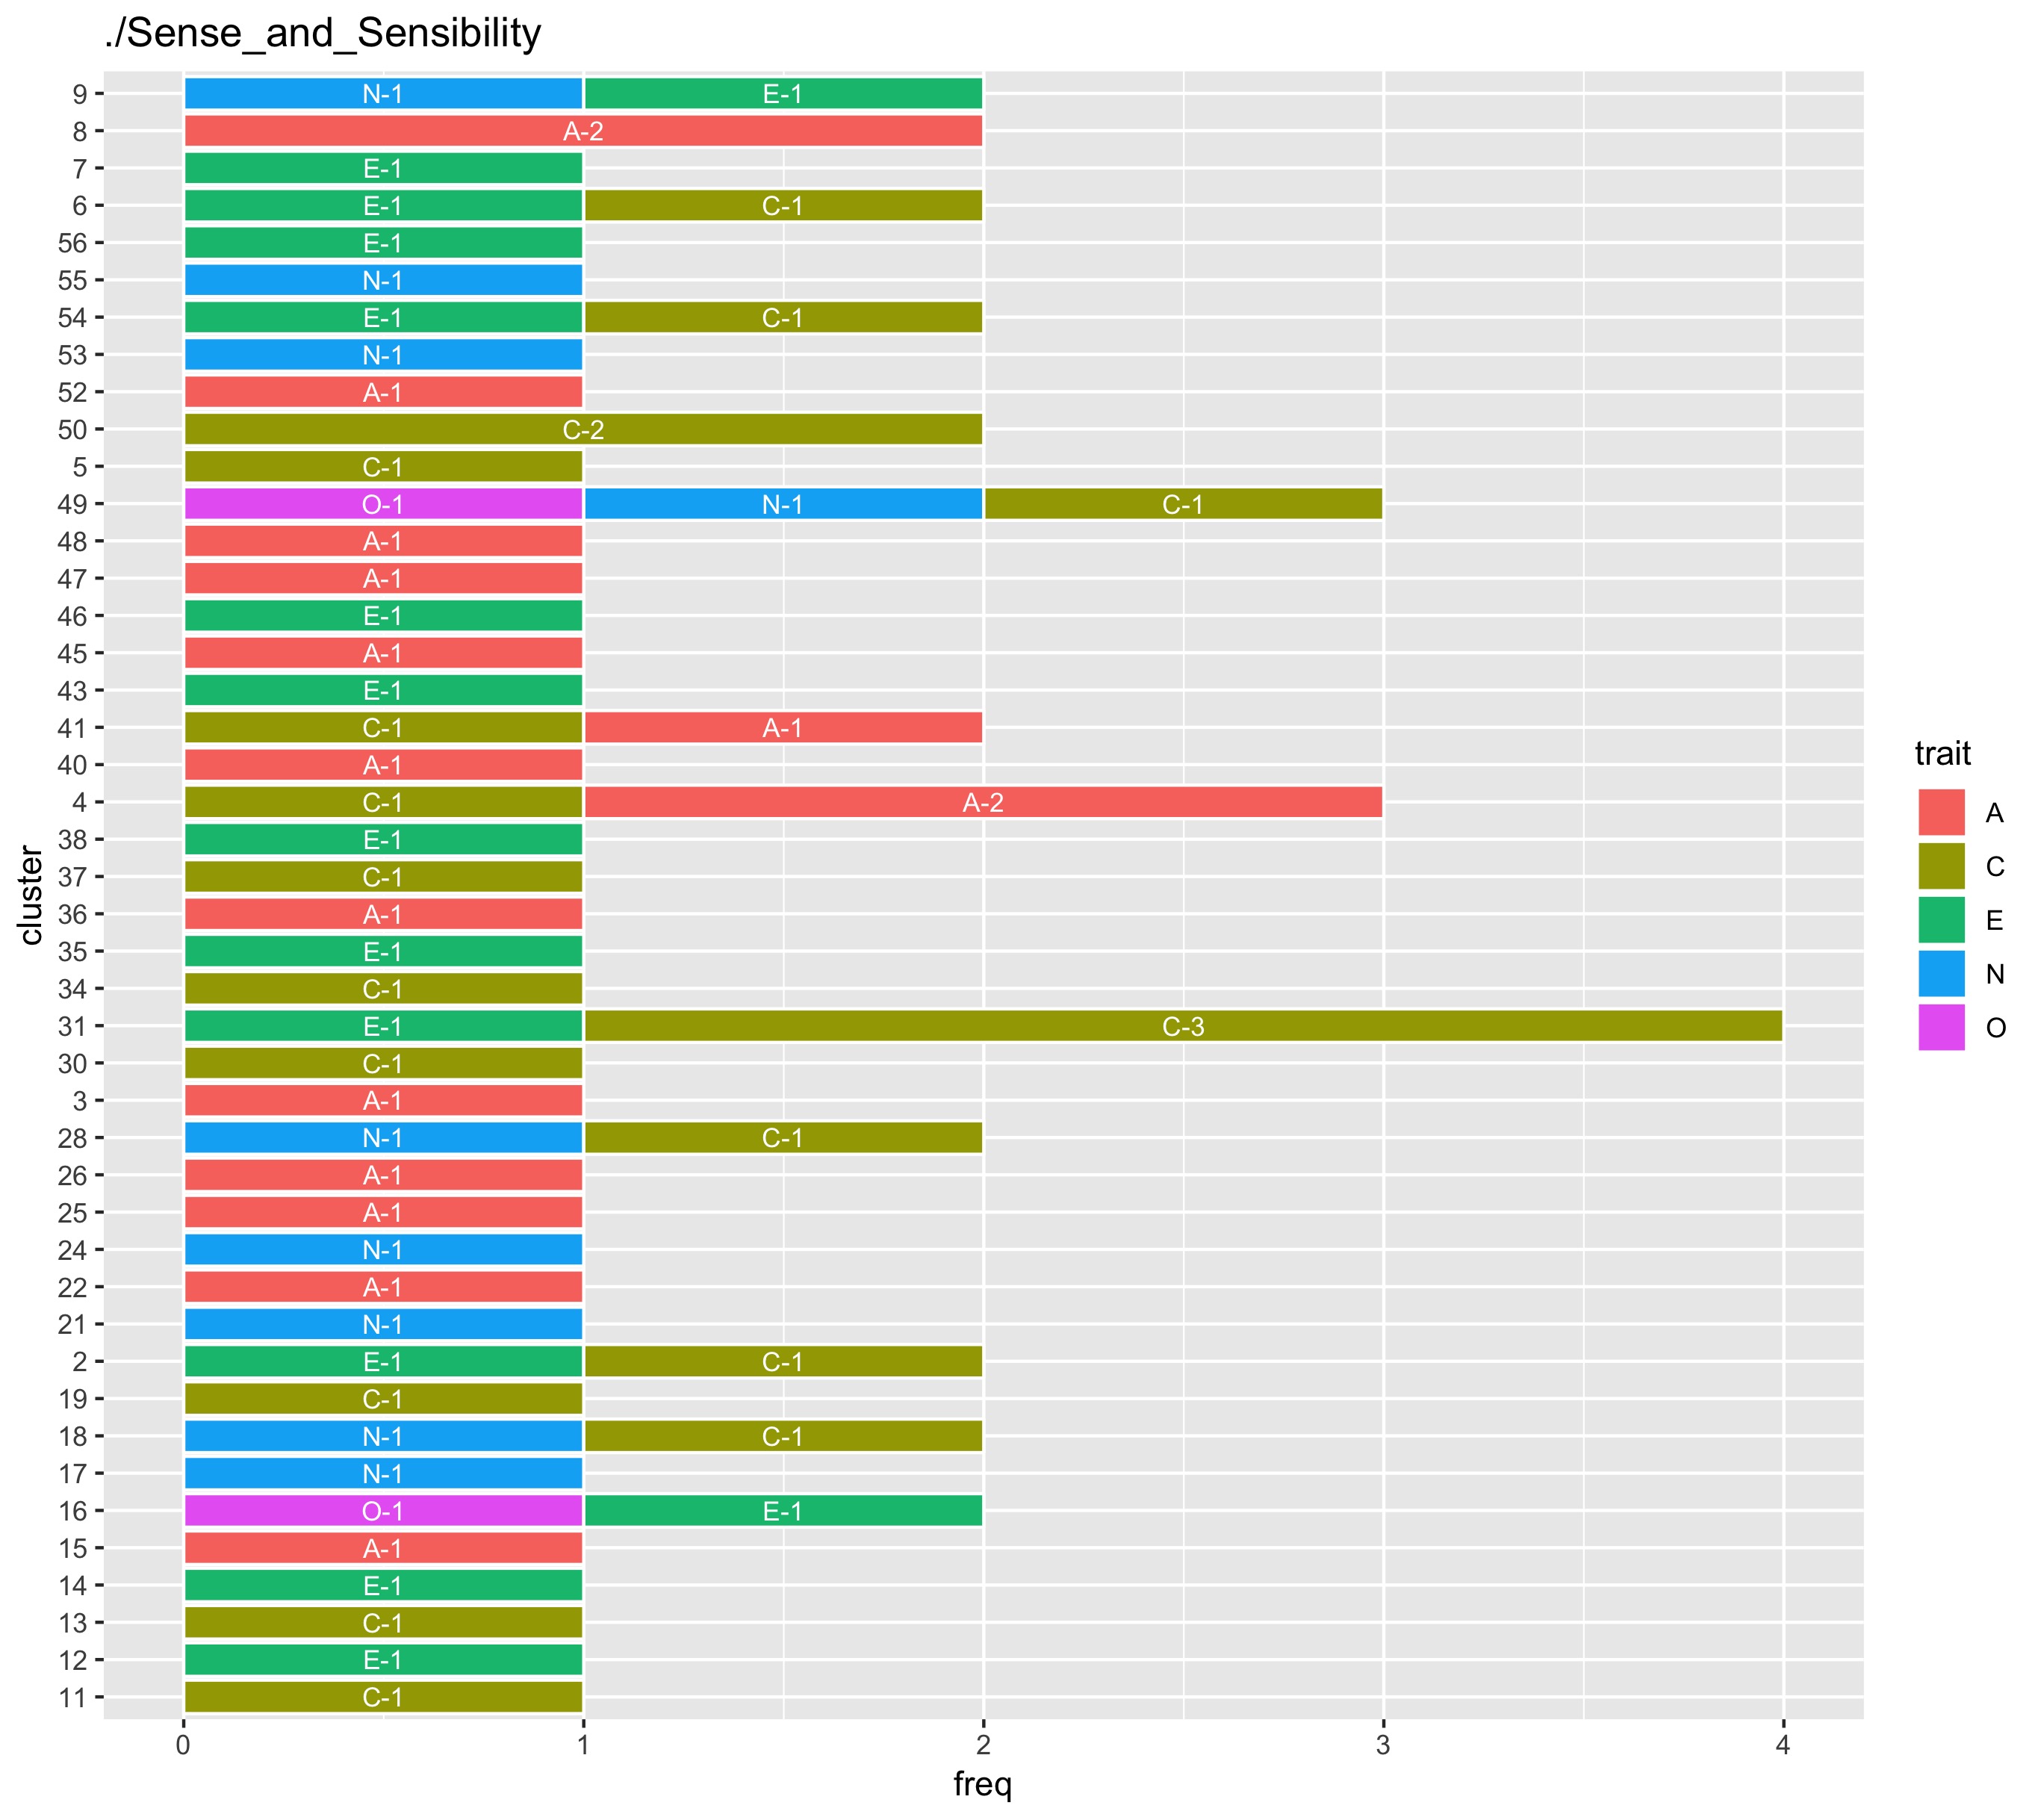 ./Sense_and_Sensibility
9 N-1 E-1
8 A-2
7 E-1
6 E-1 C-1
56 E-1
55 N-1
54 E-1 C-1
53 N-1
52 A-1
50 C-2
5 C-1
49 O-1 N-1 C-1
48 A-1
47 A-1
46 E-1
45 A-1
43 E-1
41 C-1 A-1
40 A-1
4 C-1 A-2
38 E-1
37 C-1
36 A-1
35 E-1
34 C-1
31 E-1 C-3
30 C-1
3 A-1
28 N-1 C-1
26 A-1
25 A-1
24 N-1
22 A-1
21 N-1
2 E-1 C-1
19 C-1
18 N-1 C-1
17 N-1
16 O-1 E-1
15 A-1
14 E-1
13 C-1
12 E-1
11 C-1
0 1 2 3 4
freq
cluster
trait
A
C
E
N
O